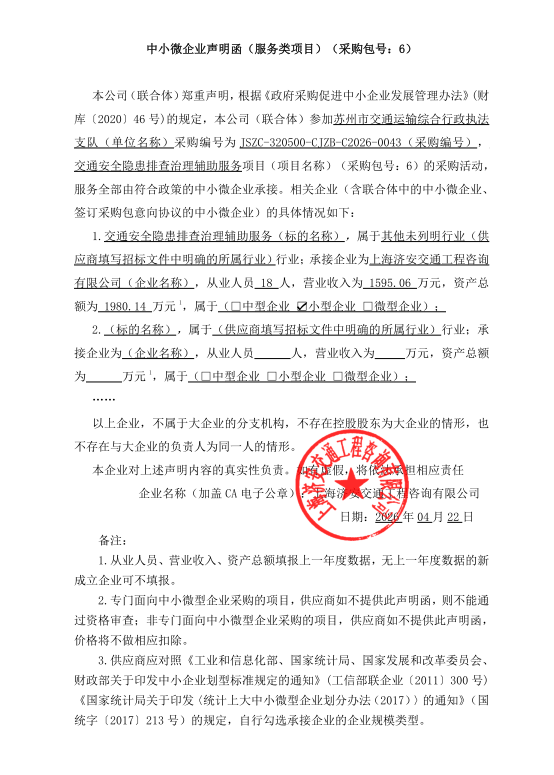 中小微企业声明函（服务类项目）（采购包号：6）
本公司（联合体）郑重声明，根据《政府采购促进中小企业发展管理办法》(财
库〔2020〕46 号)的规定，本公司（联合体）参加苏州市交通运输综合行政执法
支队（单位名称）采购编号为 JSZC-320500-CJZB-C2026-0043（采购编号），
交通安全隐患排查治理辅助服务项目（项目名称）（采购包号：6）的采购活动，
服务全部由符合政策的中小微企业承接。相关企业（含联合体中的中小微企业、
签订采购包意向协议的中小微企业）的具体情况如下：
1.交通安全隐患排查治理辅助服务（标的名称），属于其他未列明行业（供
应商填写招标文件中明确的所属行业）行业；承接企业为上海济安交通工程咨询
有限公司（企业名称），从业人员 18 人，营业收入为 1595.06 万元，资产总
额为 1980.14 万元¹，属于（□中型企业 ☑小型企业 □微型企业）；
2.（标的名称），属于（供应商填写招标文件中明确的所属行业）行业；承
接企业为（企业名称），从业人员______人，营业收入为_____万元，资产总额
为______万元¹，属于（□中型企业 □小型企业 □微型企业）；
……
以上企业，不属于大企业的分支机构，不存在控股股东为大企业的情形，也
不存在与大企业的负责人为同一人的情形。
本企业对上述声明内容的真实性负责。如有虚假，将依法承担相应责任
企业名称（加盖 CA 电子公章）：上海济安交通工程咨询有限公司
日期：2026 年 04 月 22 日
上海济安交通工程咨询有限公司
备注：
1.从业人员、营业收入、资产总额填报上一年度数据，无上一年度数据的新
成立企业可不填报。
2.专门面向中小微型企业采购的项目，供应商如不提供此声明函，则不能通
过资格审查；非专门面向中小微型企业采购的项目，供应商如不提供此声明函，
价格将不做相应扣除。
3.供应商应对照《工业和信息化部、国家统计局、国家发展和改革委员会、
财政部关于印发中小企业划型标准规定的通知》(工信部联企业〔2011〕300 号)
《国家统计局关于印发〈统计上大中小微型企业划分办法（2017）〉的通知》（国
统字〔2017〕213 号）的规定，自行勾选承接企业的企业规模类型。